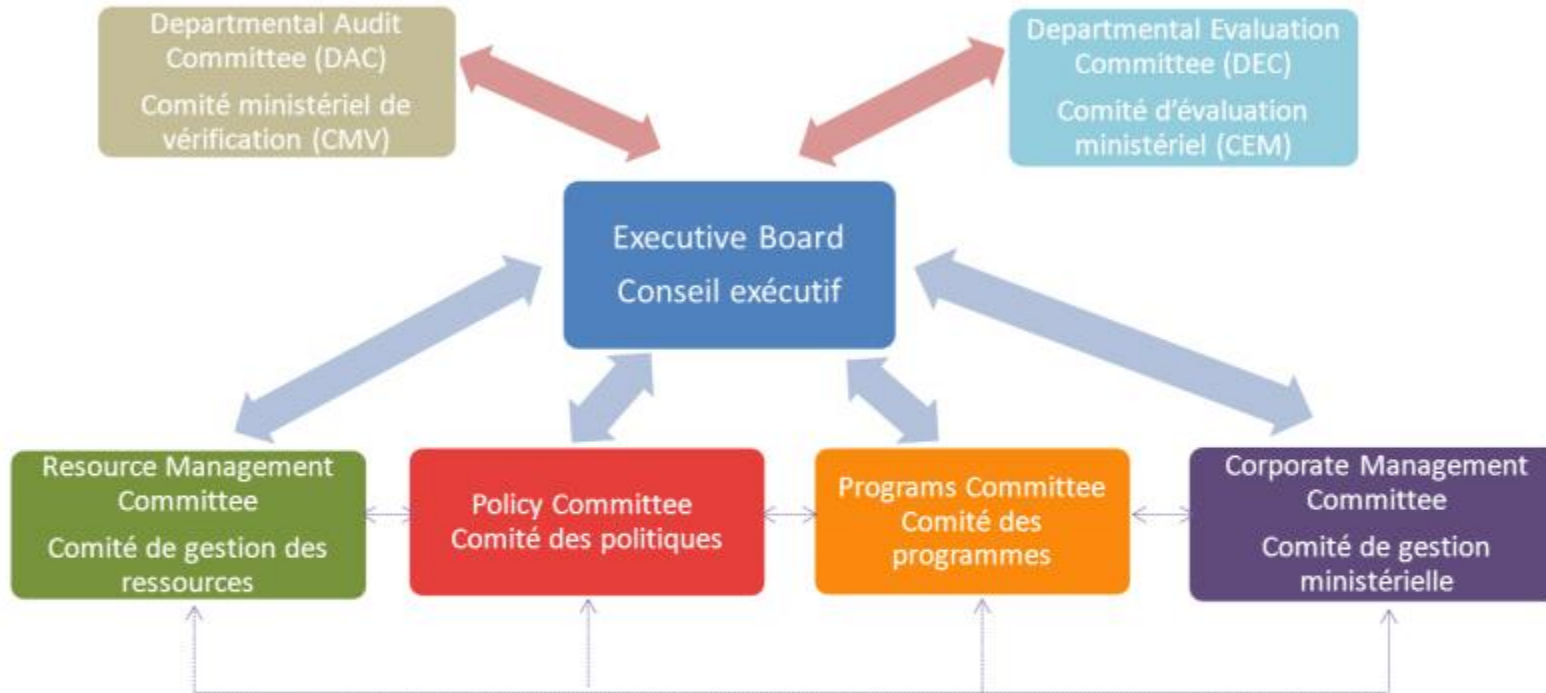 Departmental Audit
Committee (DAC)
Comité ministériel de
vérification (CMV)
Departmental Evaluation
Committee (DEC)
Comité d'évaluation
ministériel (CEM)
Executive Board
Conseil exécutif
Resource Management
Committee
Comité de gestion des
ressources
Policy Committee
Comité des politiques
Programs Committee
Comité des
programmes
Corporate Management
Committee
Comité de gestion
ministérielle